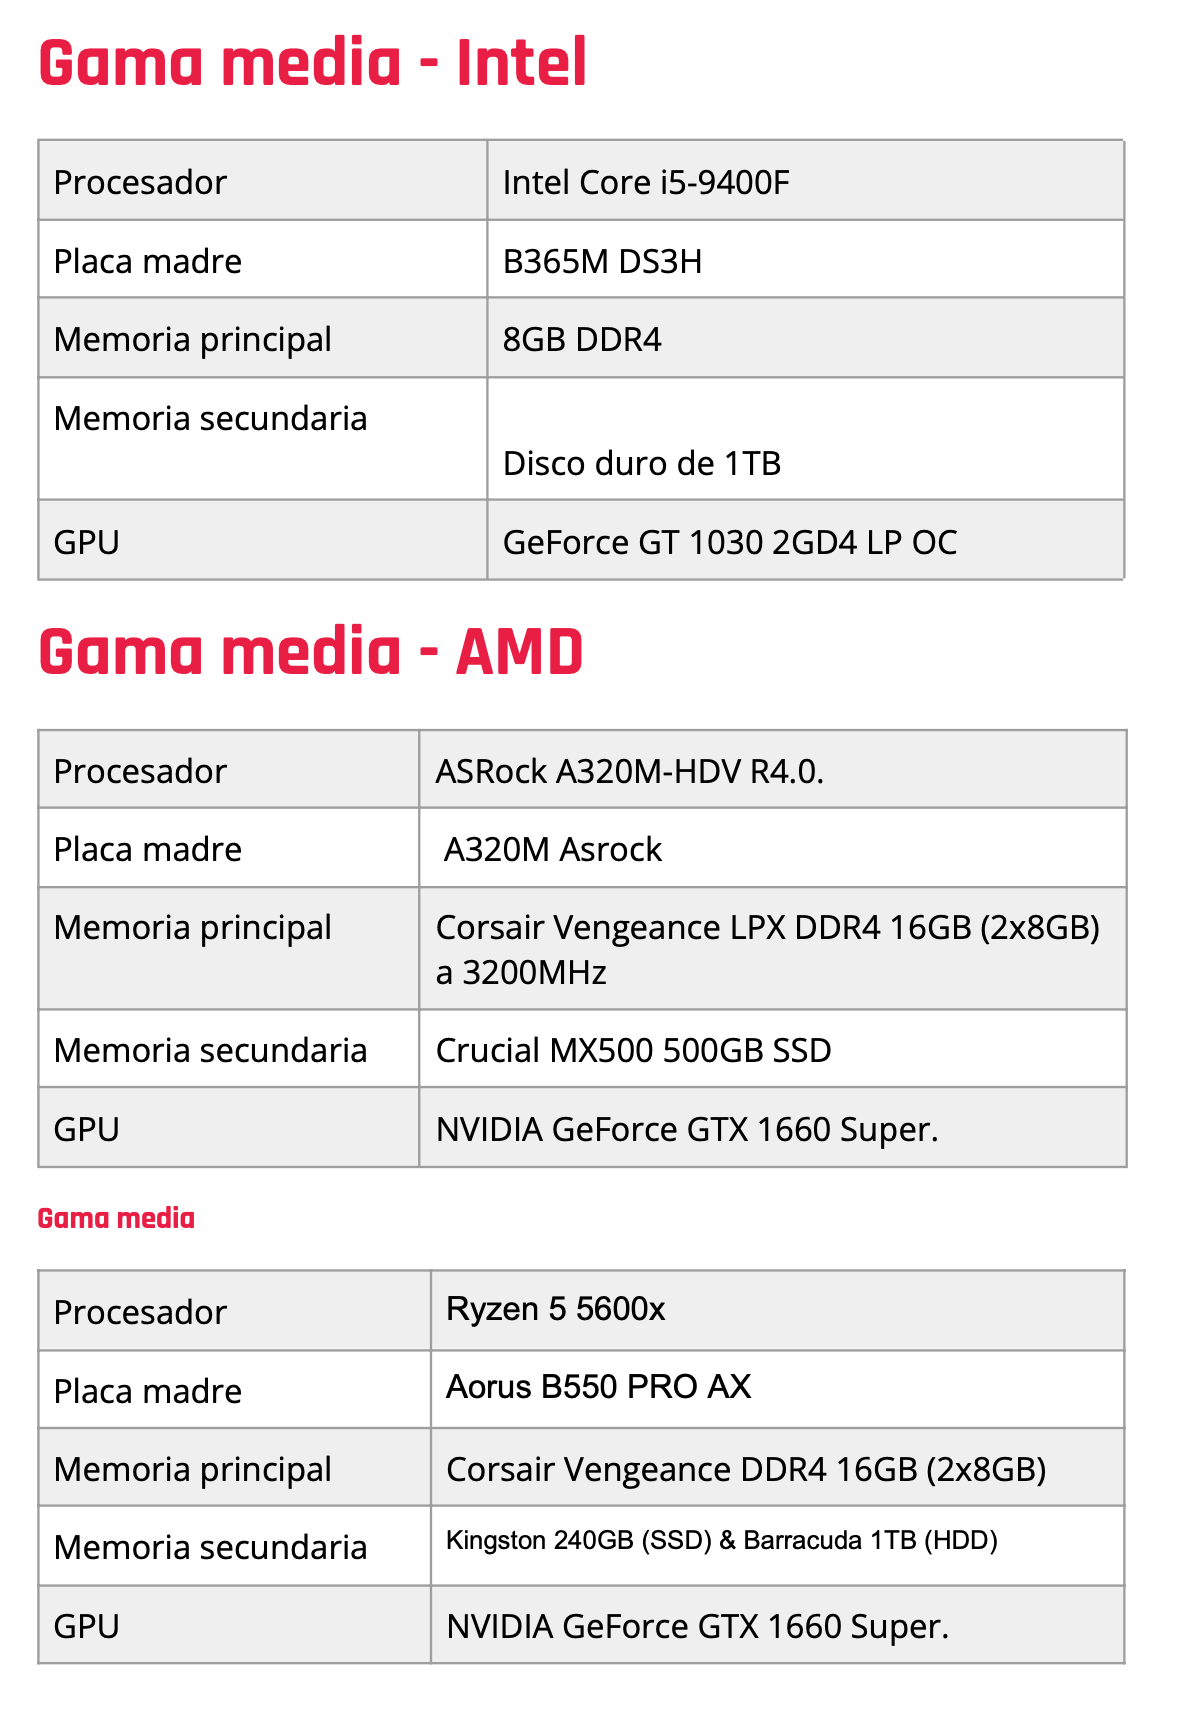 Gama media - Intel
Procesador Intel Core i5-9400F
Placa madre B365M DS3H
Memoria principal 8GB DDR4
Memoria secundaria
Disco duro de 1TB
GPU GeForce GT 1030 2GD4 LP OC
Gama media - AMD
Procesador ASRock A320M-HDV R4.0.
Placa madre A320M Asrock
Memoria principal Corsair Vengeance LPX DDR4 16GB (2x8GB)
a 3200MHz
Memoria secundaria Crucial MX500 500GB SSD
GPU NVIDIA GeForce GTX 1660 Super.
Gama media
Procesador Ryzen 5 5600x
Placa madre Aorus B550 PRO AX
Memoria principal Corsair Vengeance DDR4 16GB (2x8GB)
Memoria secundaria Kingston 240GB (SSD) & Barracuda 1TB (HDD)
GPU NVIDIA GeForce GTX 1660 Super.